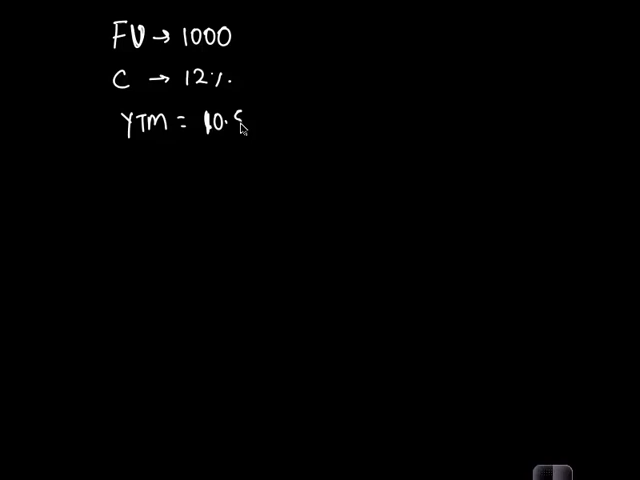 FV → 1000
C → 12%.
YTM = 10.